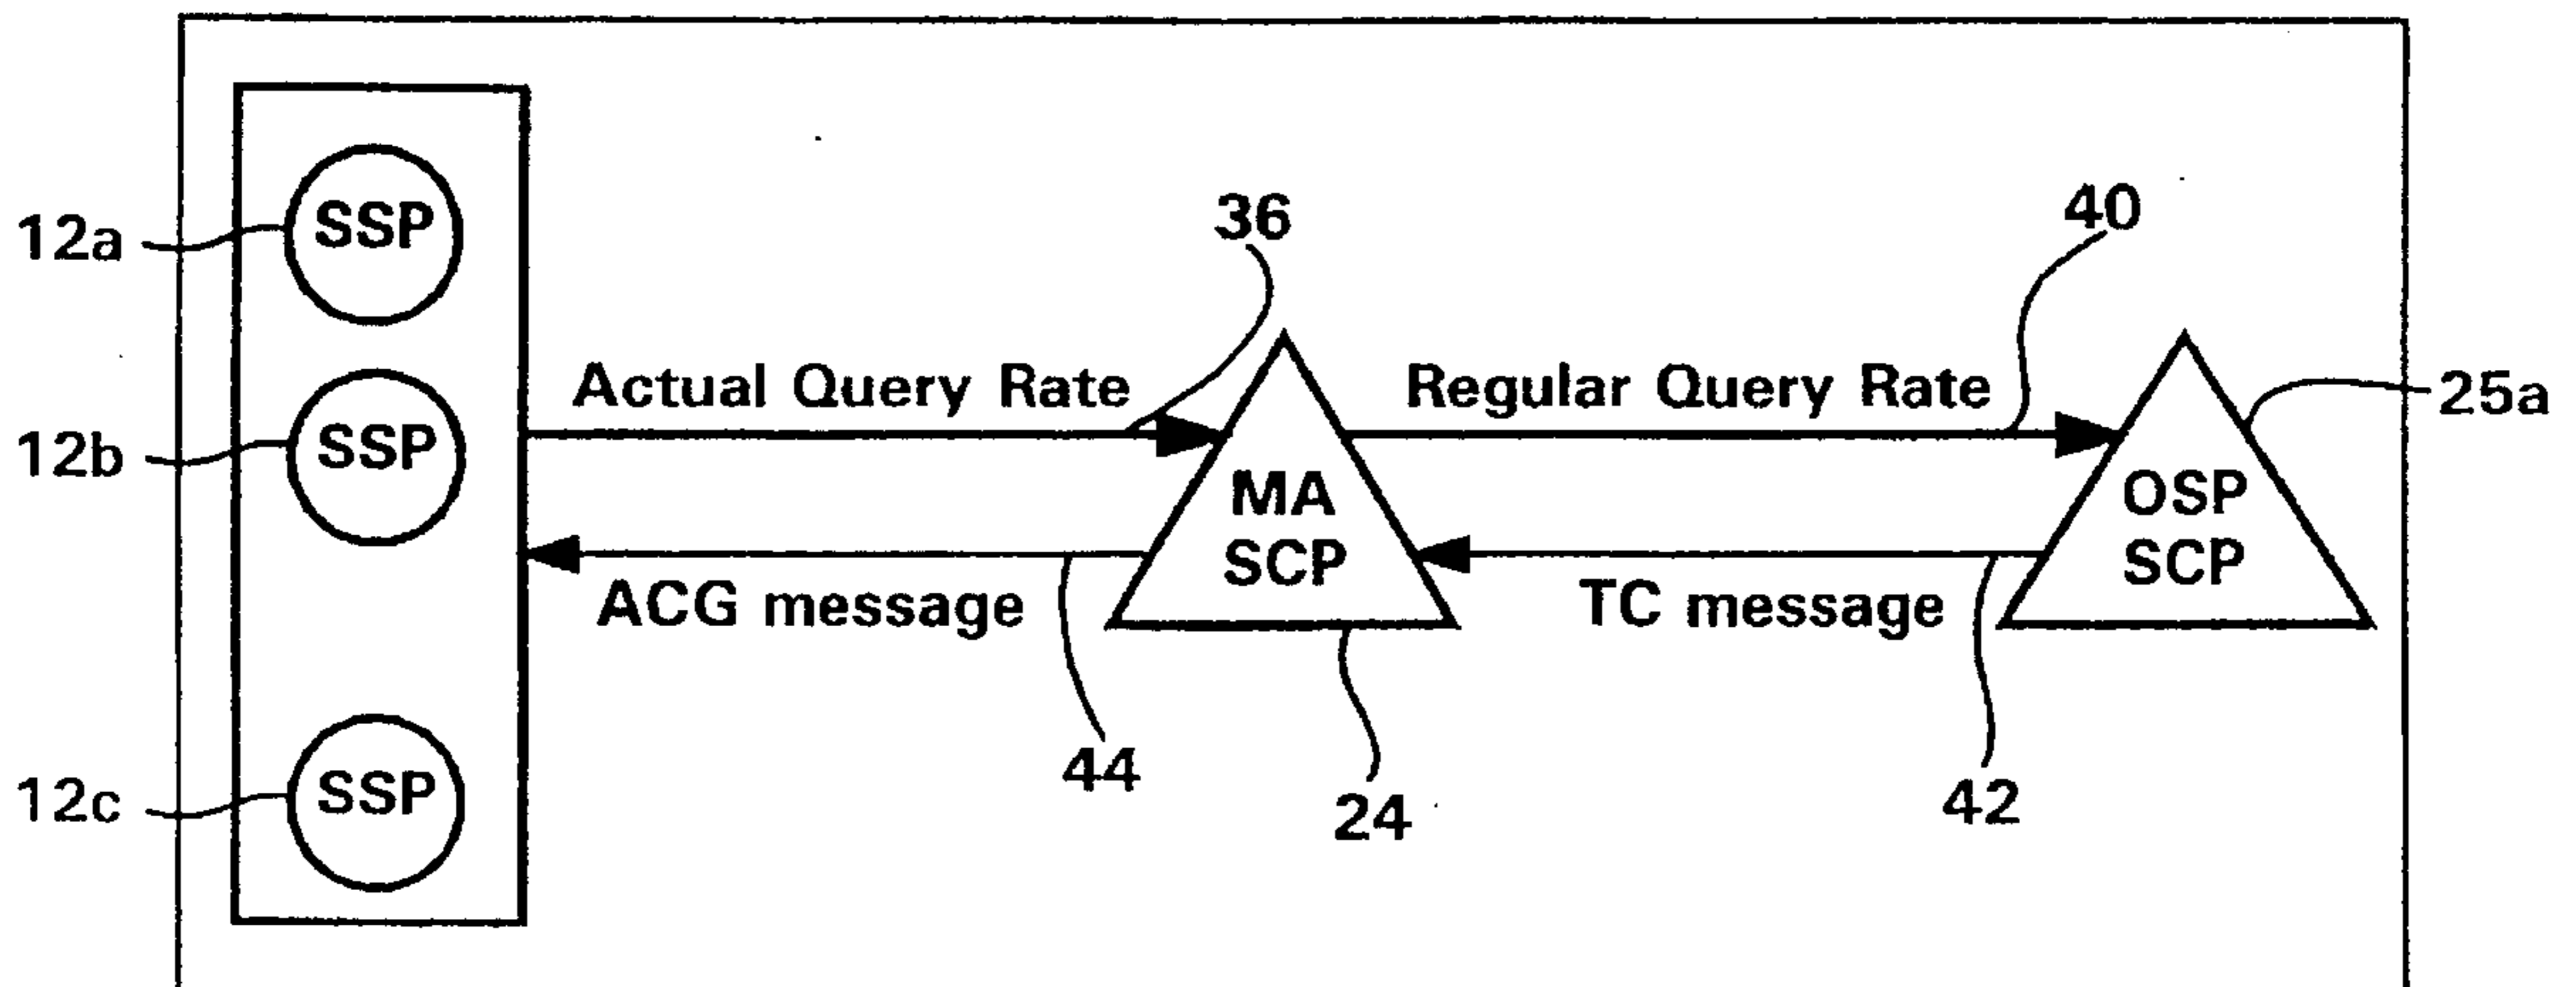 12a
SSP
12b
SSP
12c
SSP
36
40
Actual Query Rate
Regular Query Rate
25a
MA
SCP
OSP
SCP
ACG message
TC message
44
24
42